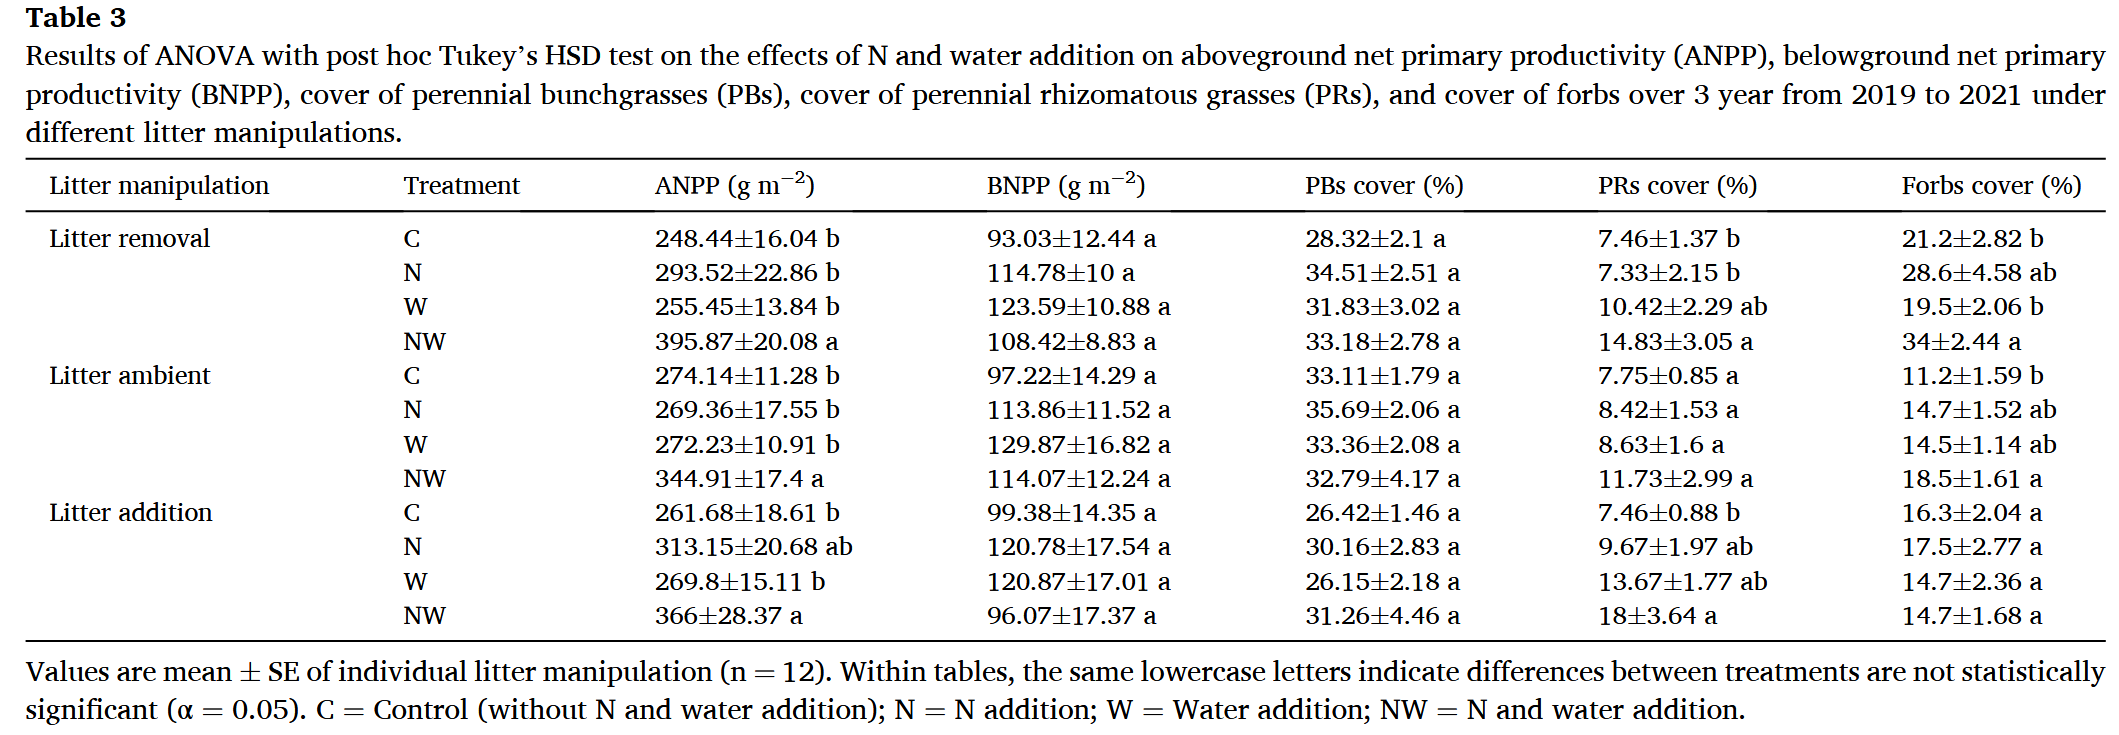 Table 3
Results of ANOVA with post hoc Tukey’s HSD test on the effects of N and water addition on aboveground net primary productivity (ANPP), belowground net primary
productivity (BNPP), cover of perennial bunchgrasses (PBs), cover of perennial rhizomatous grasses (PRs), and cover of forbs over 3 year from 2019 to 2021 under
different litter manipulations.
Litter manipulation Treatment ANPP (g m⁻²) BNPP (g m⁻²) PBs cover (%) PRs cover (%) Forbs cover (%)
Litter removal C 248.44±16.04 b 93.03±12.44 a 28.32±2.1 a 7.46±1.37 b 21.2±2.82 b
N 293.52±22.86 b 114.78±10 a 34.51±2.51 a 7.33±2.15 b 28.6±4.58 ab
W 255.45±13.84 b 123.59±10.88 a 31.83±3.02 a 10.42±2.29 ab 19.5±2.06 b
NW 395.87±20.08 a 108.42±8.83 a 33.18±2.78 a 14.83±3.05 a 34±2.44 a
Litter ambient C 274.14±11.28 b 97.22±14.29 a 33.11±1.79 a 7.75±0.85 a 11.2±1.59 b
N 269.36±17.55 b 113.86±11.52 a 35.69±2.06 a 8.42±1.53 a 14.7±1.52 ab
W 272.23±10.91 b 129.87±16.82 a 33.36±2.08 a 8.63±1.6 a 14.5±1.14 ab
NW 344.91±17.4 a 114.07±12.24 a 32.79±4.17 a 11.73±2.99 a 18.5±1.61 a
Litter addition C 261.68±18.61 b 99.38±14.35 a 26.42±1.46 a 7.46±0.88 b 16.3±2.04 a
N 313.15±20.68 ab 120.78±17.54 a 30.16±2.83 a 9.67±1.97 ab 17.5±2.77 a
W 269.8±15.11 b 120.87±17.01 a 26.15±2.18 a 13.67±1.77 ab 14.7±2.36 a
NW 366±28.37 a 96.07±17.37 a 31.26±4.46 a 18±3.64 a 14.7±1.68 a
Values are mean ± SE of individual litter manipulation (n = 12). Within tables, the same lowercase letters indicate differences between treatments are not statistically
significant (α = 0.05). C = Control (without N and water addition); N = N addition; W = Water addition; NW = N and water addition.